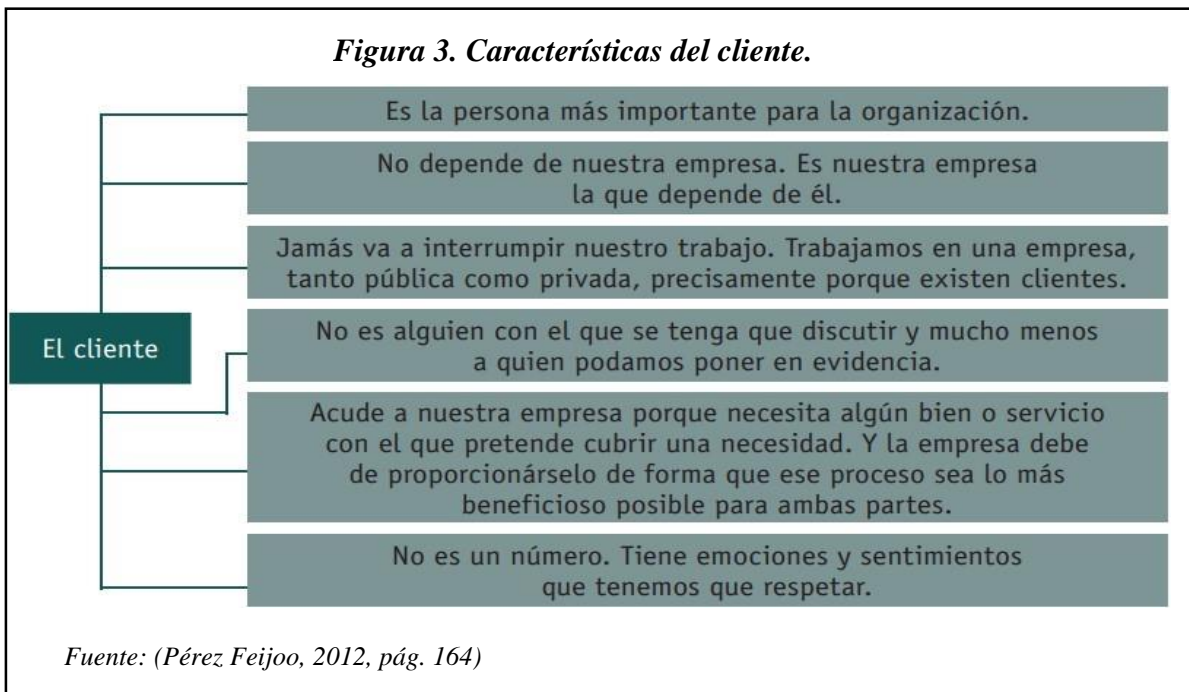 Figura 3. Características del cliente.
Es la persona más importante para la organización.
No depende de nuestra empresa. Es nuestra empresa
la que depende de él.
Jamás va a interrumpir nuestro trabajo. Trabajamos en una empresa,
tanto pública como privada, precisamente porque existen clientes.
El cliente
No es alguien con el que se tenga que discutir y mucho menos
a quien podamos poner en evidencia.
Acude a nuestra empresa porque necesita algún bien o servicio
con el que pretende cubrir una necesidad. Y la empresa debe
de proporcionárselo de forma que ese proceso sea lo más
beneficioso posible para ambas partes.
No es un número. Tiene emociones y sentimientos
que tenemos que respetar.
Fuente: (Pérez Feijoo, 2012, pág. 164)